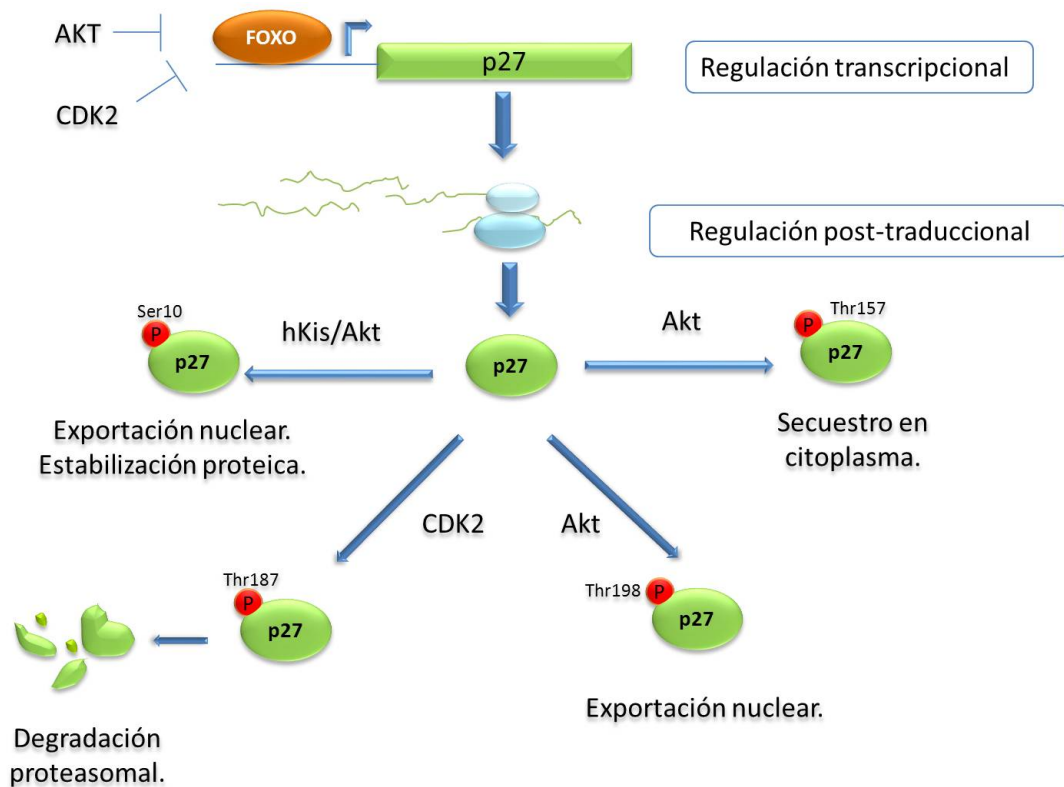 AKT
FOXO
p27
Regulación transcripcional
CDK2
Regulación post-traduccional
Ser10
P
p27
hKis/Akt
p27
Akt
P
Thr157
p27
Exportación nuclear.
Estabilización proteica.
Secuestro en
citoplasma.
CDK2
Akt
Thr187
P
p27
Thr198
P
p27
Exportación nuclear.
Degradación
proteasomal.